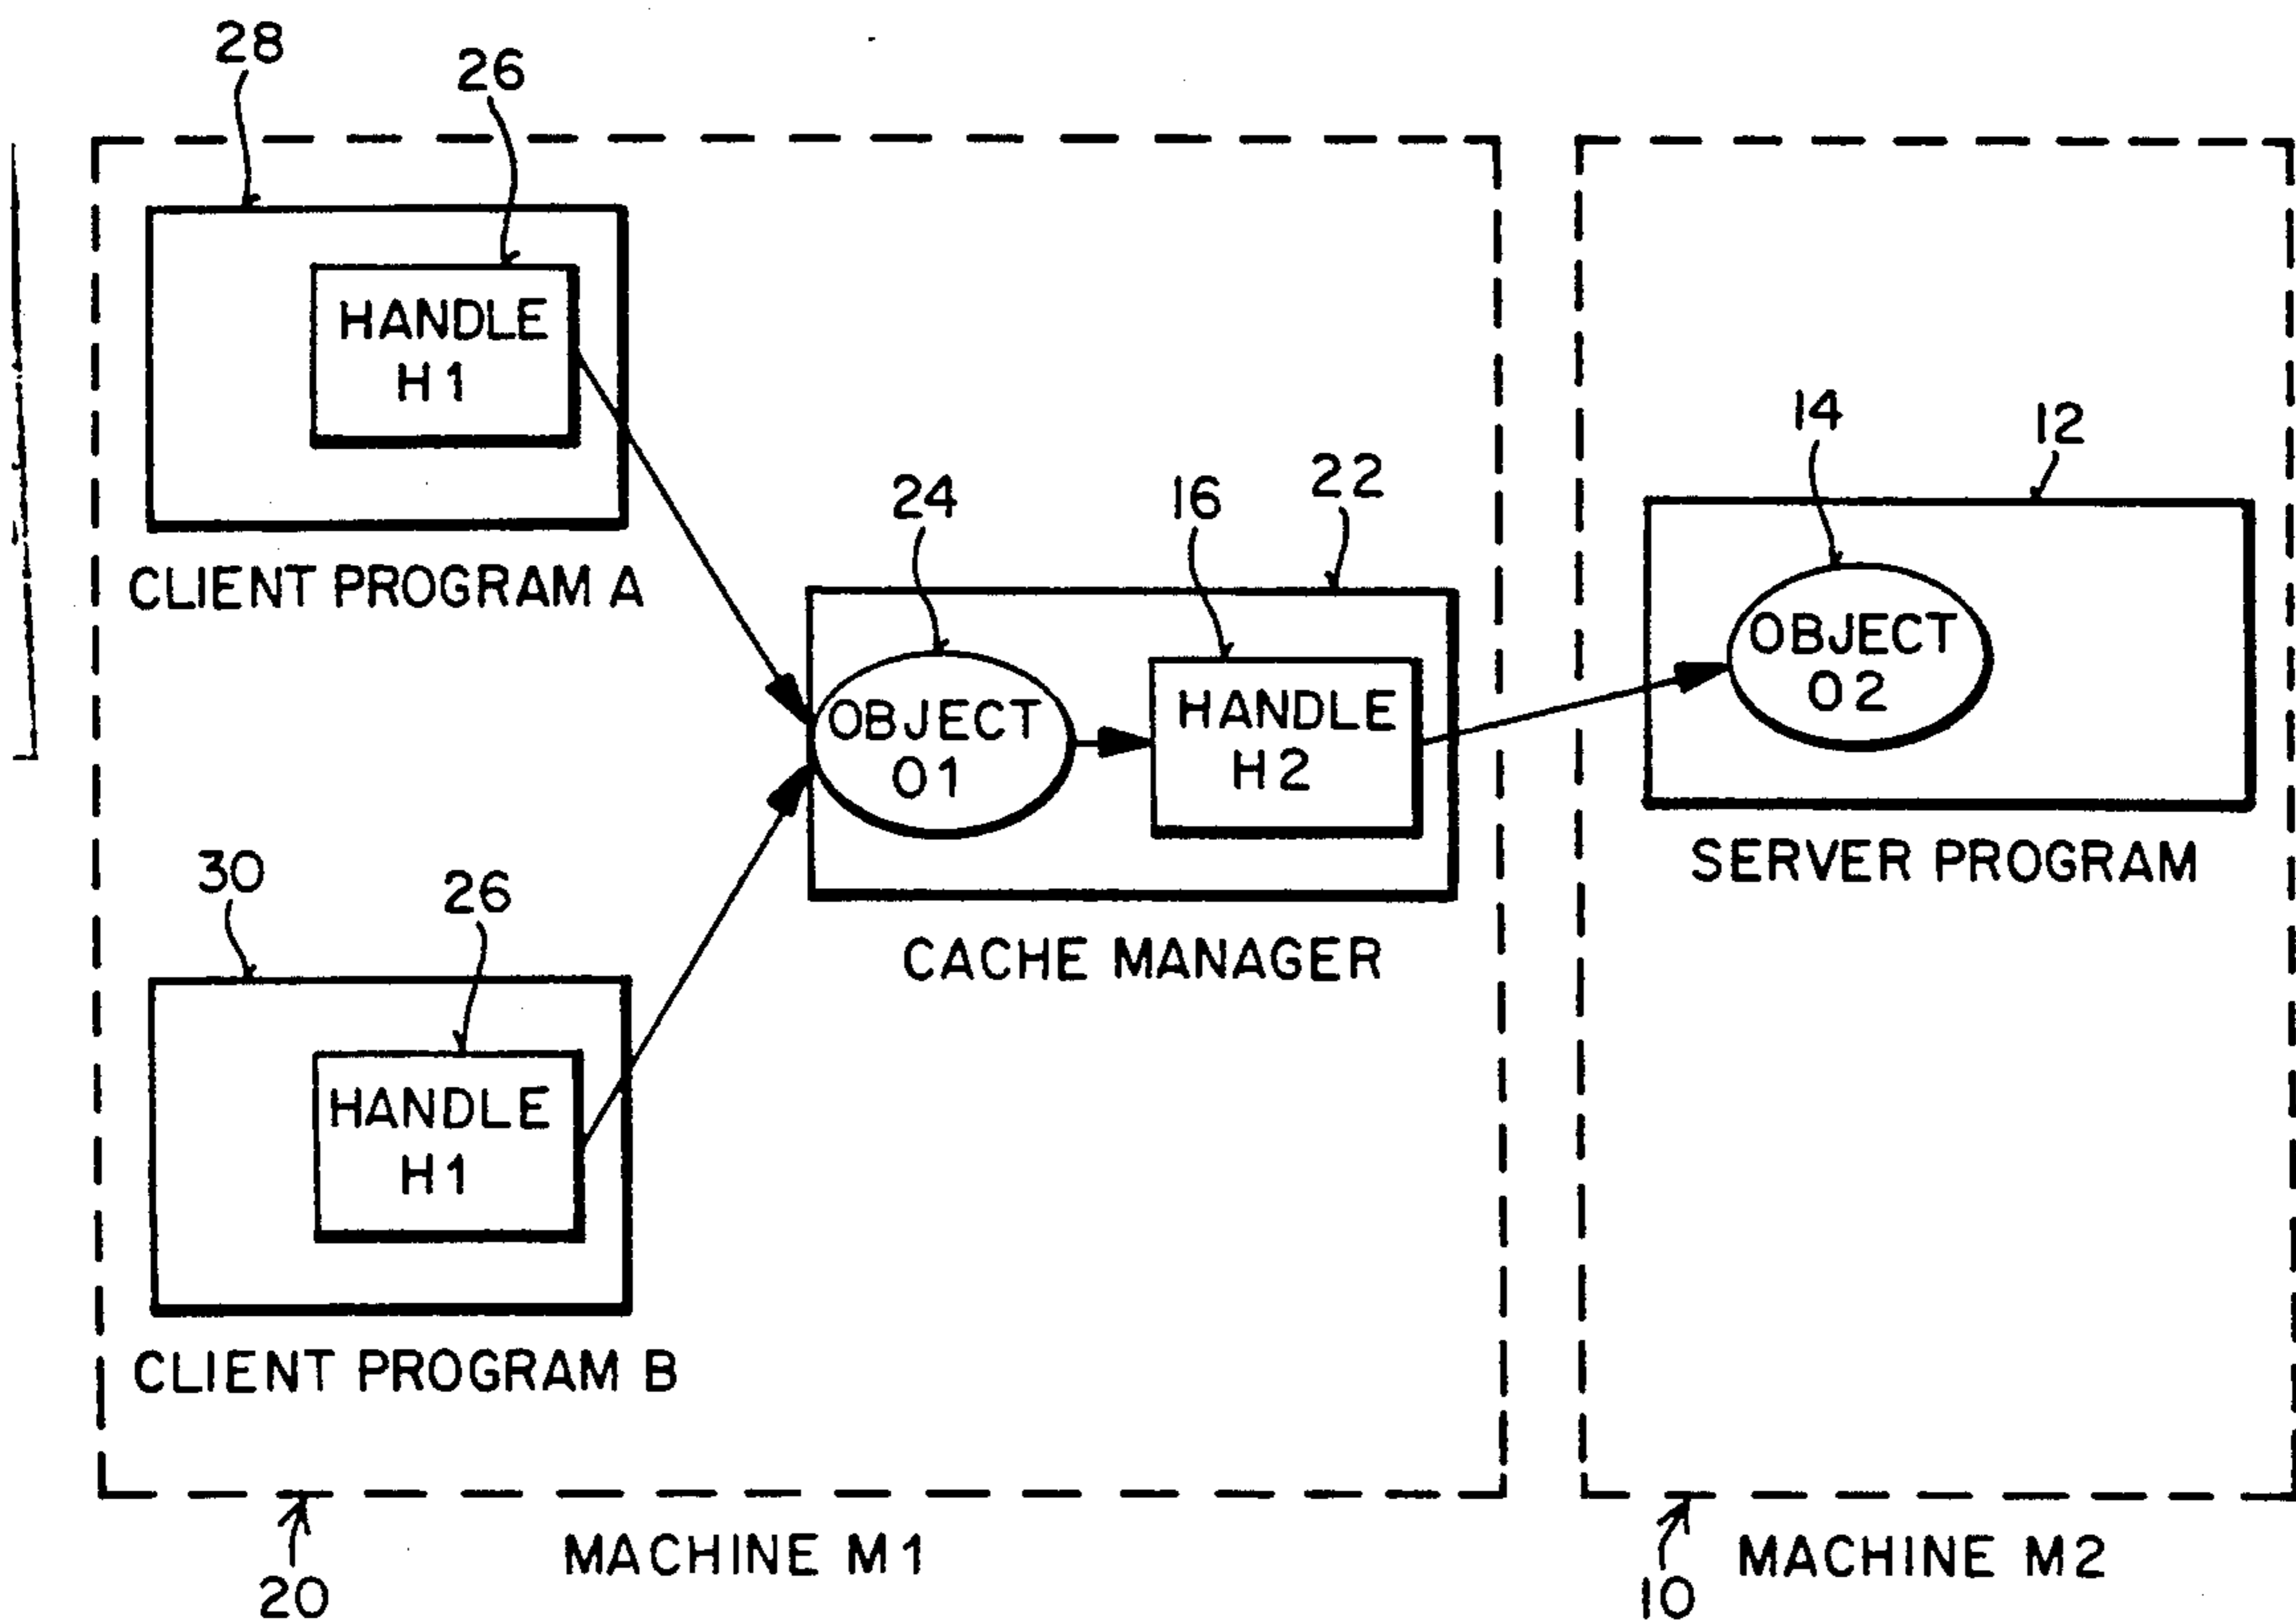 28
26
HANDLE
H1
CLIENT PROGRAM A
24
16
22
OBJECT
O1
HANDLE
H2
CACHE MANAGER
14
12
OBJECT
O2
SERVER PROGRAM
30
26
HANDLE
H1
CLIENT PROGRAM B
20
MACHINE M1
10
MACHINE M2